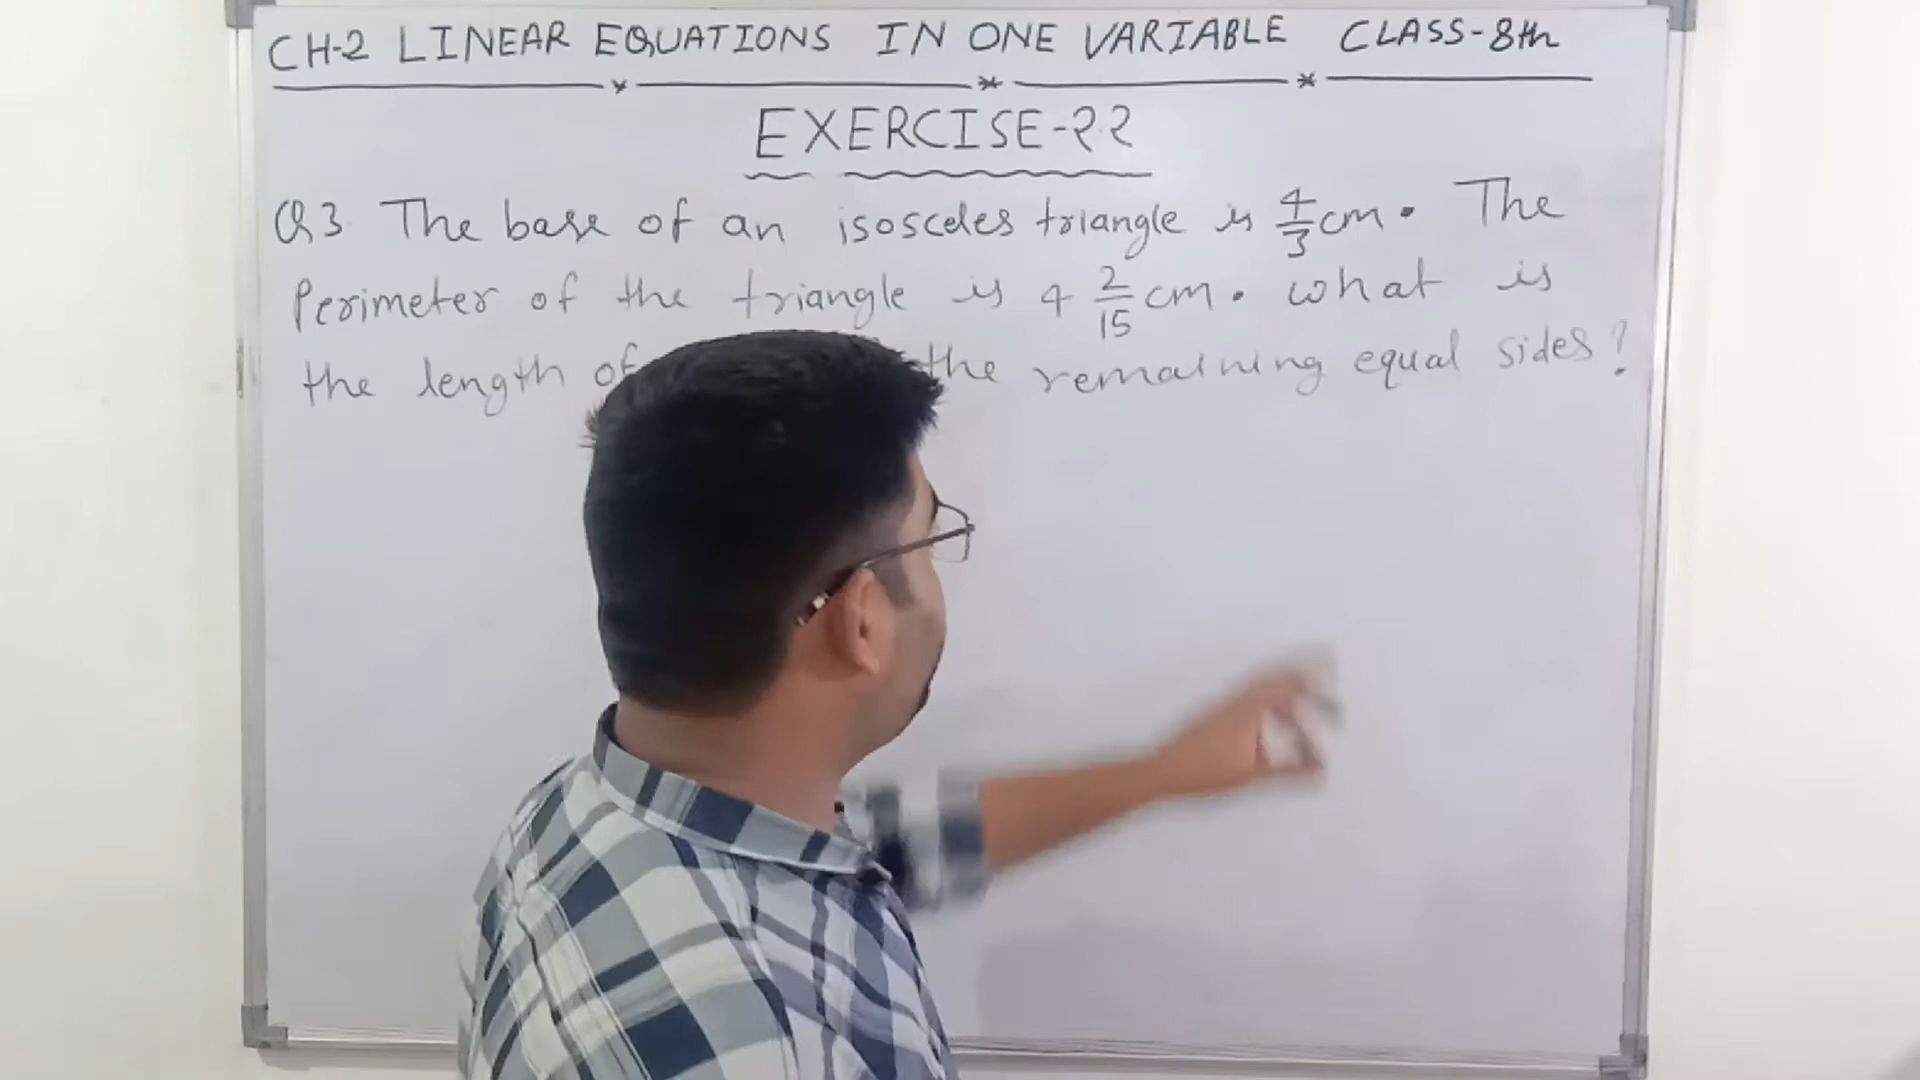 CH-2 LINEAR EQUATIONS IN ONE VARIABLE CLASS-8th
EXERCISE-2.2
Q3. The base of an isosceles triangle is 4/3 cm. The
Perimeter of the triangle is 4 2/15 cm. what is
the length of the remaining equal sides?